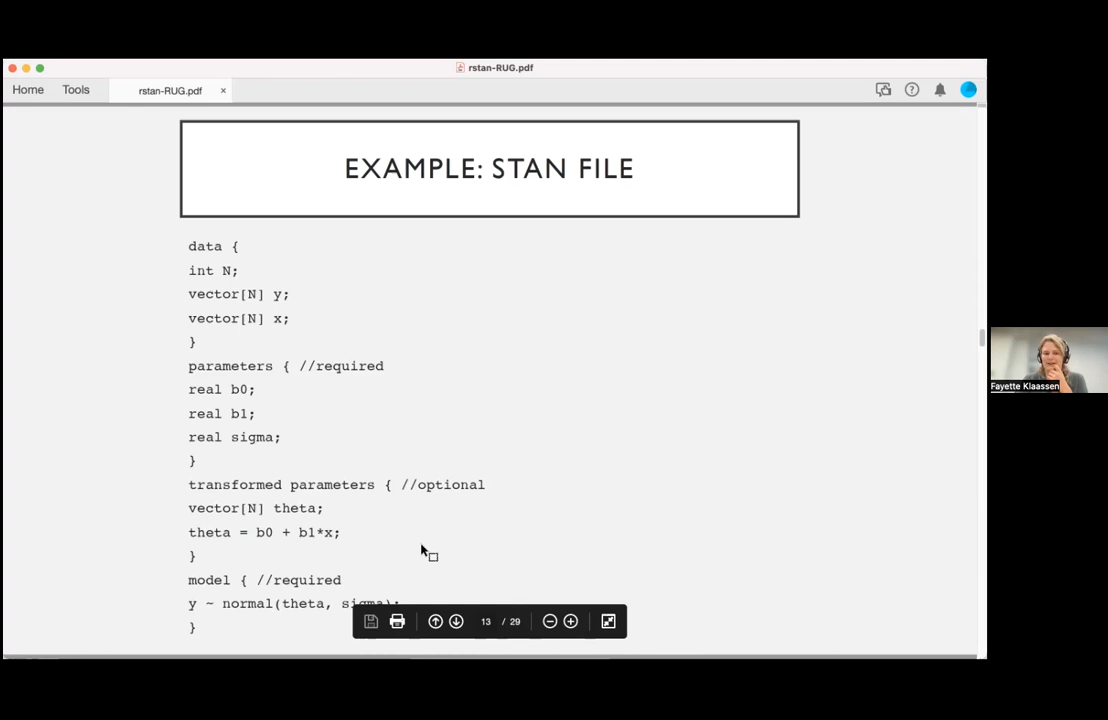 rstan-RUG.pdf
Home Tools rstan-RUG.pdf ×
EXAMPLE: STAN FILE
data {
int N;
vector[N] y;
vector[N] x;
}
parameters { //required
real b0;
real b1;
real sigma;
}
transformed parameters { //optional
vector[N] theta;
theta = b0 + b1*x;
}
model { //required
y ~ normal(theta, sigma);
}
13 / 29
Fayette Klaassen